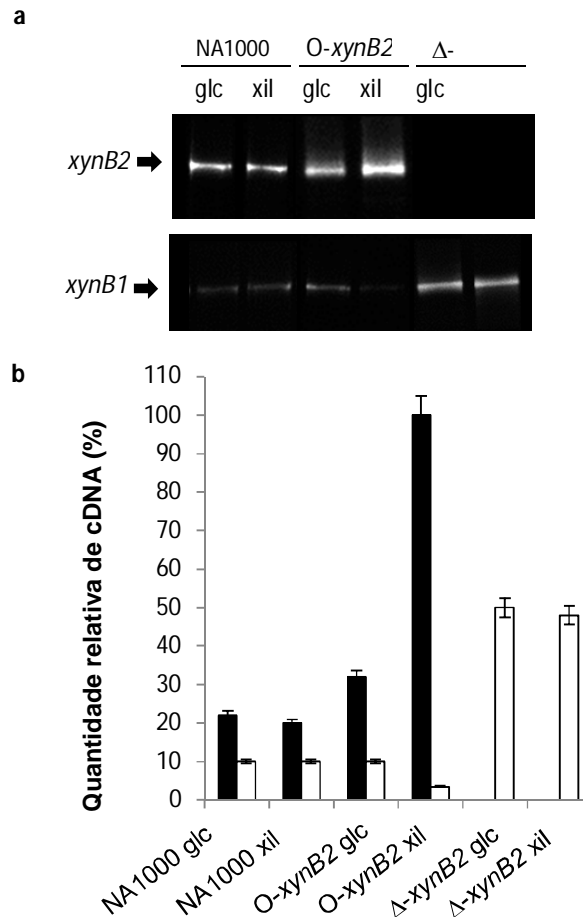 a
NA1000 O-xynB2 Δ-
glc xil glc xil glc
xynB2
xynB1
b
110
100
90
80
70
60
50
40
30
20
10
0
Quantidade relativa de cDNA (%)
NA1000 glc
NA1000 xil
O-xynB2 glc
O-xynB2 xil
Δ-xynB2 glc
Δ-xynB2 xil